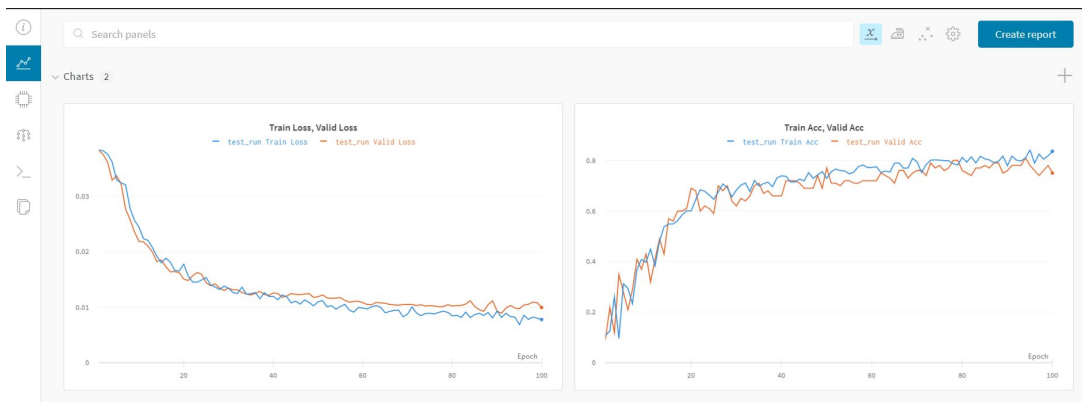 Search panels
x
Create report
Charts 2
Train Loss, Valid Loss
test_run Train Loss test_run Valid Loss
0.03
0.02
0.01
0
Epoch
20 40 60 80 100
Train Acc, Valid Acc
test_run Train Acc test_run Valid Acc
0.8
0.6
0.4
0.2
0
Epoch
20 40 60 80 100